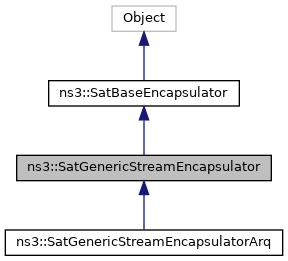 Object
ns3::SatBaseEncapsulator
ns3::SatGenericStreamEncapsulator
ns3::SatGenericStreamEncapsulatorArq